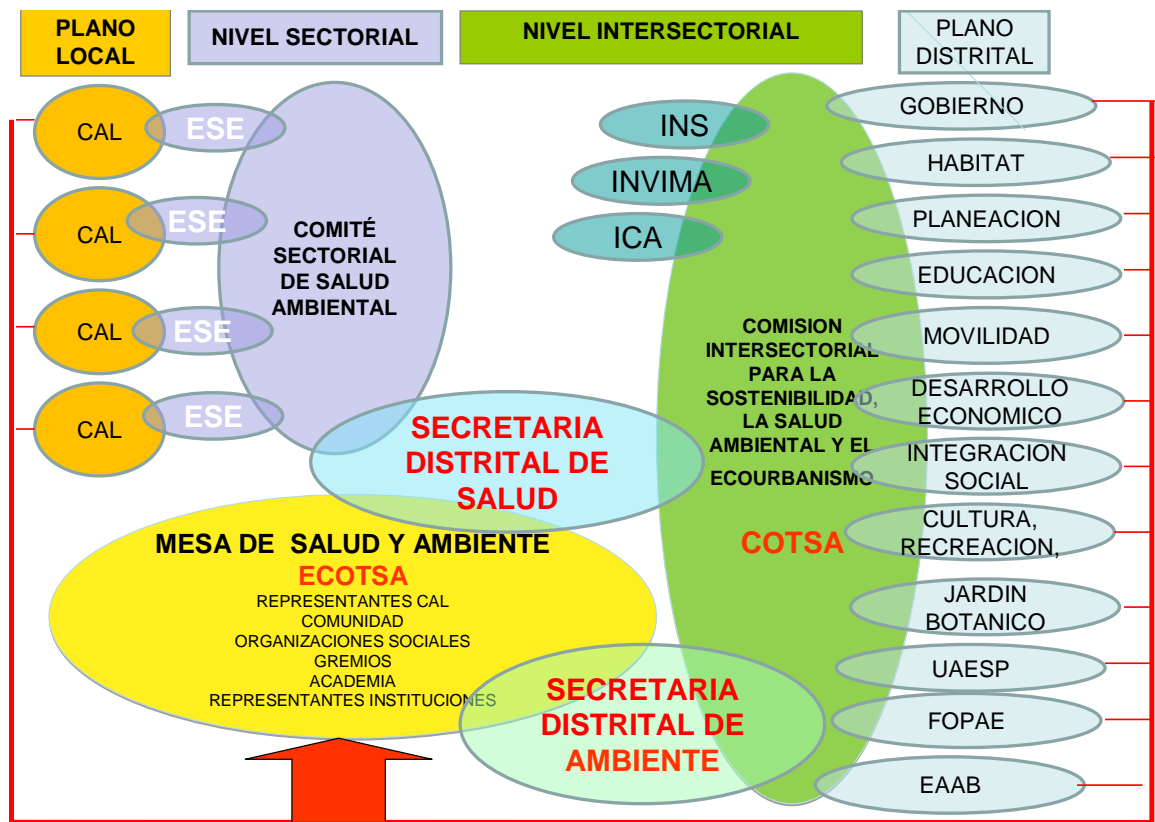 PLANO
LOCAL
NIVEL SECTORIAL
NIVEL INTERSECTORIAL
PLANO
DISTRITAL
CAL
ESE
CAL
ESE
CAL
ESE
CAL
ESE
COMITÉ
SECTORIAL
DE SALUD
AMBIENTAL
INS
INVIMA
ICA
COMISION
INTERSECTORIAL
PARA LA
SOSTENIBILIDAD,
LA SALUD
AMBIENTAL Y EL
ECOURBANISMO
COTSA
GOBIERNO
HABITAT
PLANEACION
EDUCACION
MOVILIDAD
DESARROLLO
ECONOMICO
INTEGRACION
SOCIAL
CULTURA,
RECREACION,
JARDIN
BOTANICO
UAESP
FOPAE
EAAB
SECRETARIA
DISTRITAL DE
SALUD
MESA DE SALUD Y AMBIENTE
ECOTSA
REPRESENTANTES CAL
COMUNIDAD
ORGANIZACIONES SOCIALES
GREMIOS
ACADEMIA
REPRESENTANTES INSTITUCIONES
SECRETARIA
DISTRITAL DE
AMBIENTE